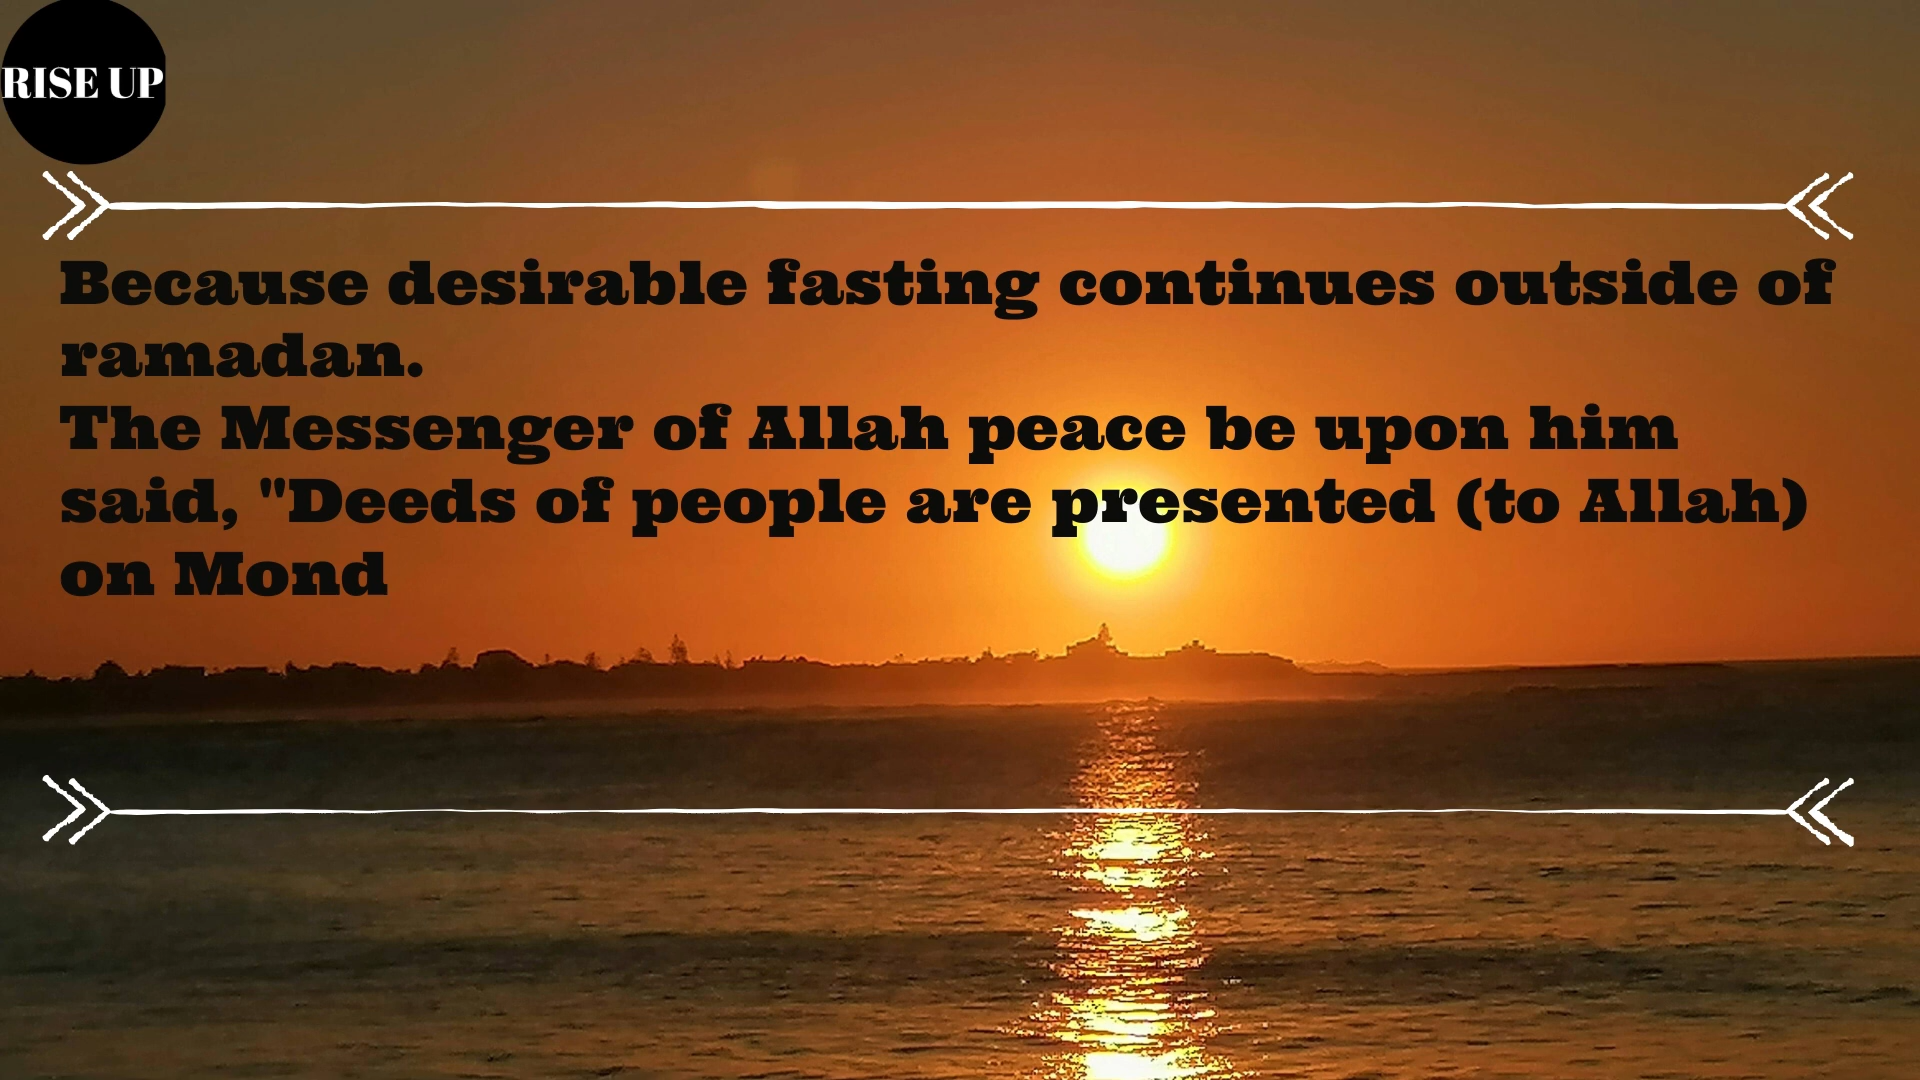 RISE UP
Because desirable fasting continues outside of
ramadan.
The Messenger of Allah peace be upon him
said, "Deeds of people are presented (to Allah)
on Mond